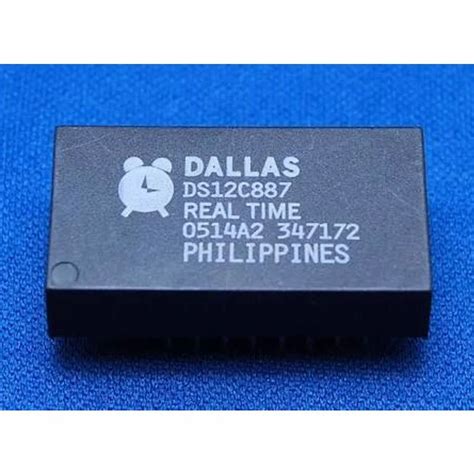 DALLAS
DS12C887
REAL TIME
0514A2 347172
PHILIPPINES